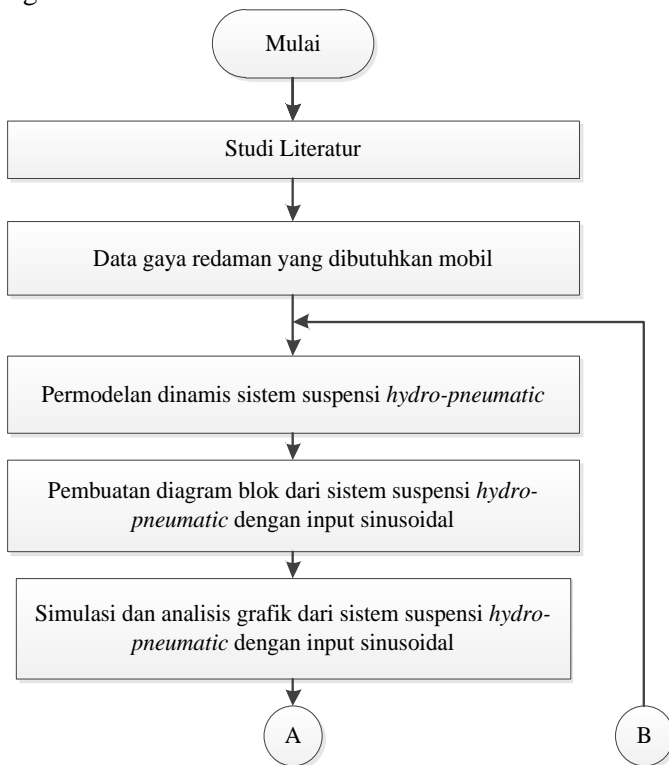 Mulai
Studi Literatur
Data gaya redaman yang dibutuhkan mobil
Permodelan dinamis sistem suspensi hydro-pneumatic
Pembuatan diagram blok dari sistem suspensi hydro-
pneumatic dengan input sinusoidal
Simulasi dan analisis grafik dari sistem suspensi hydro-
pneumatic dengan input sinusoidal
A
B